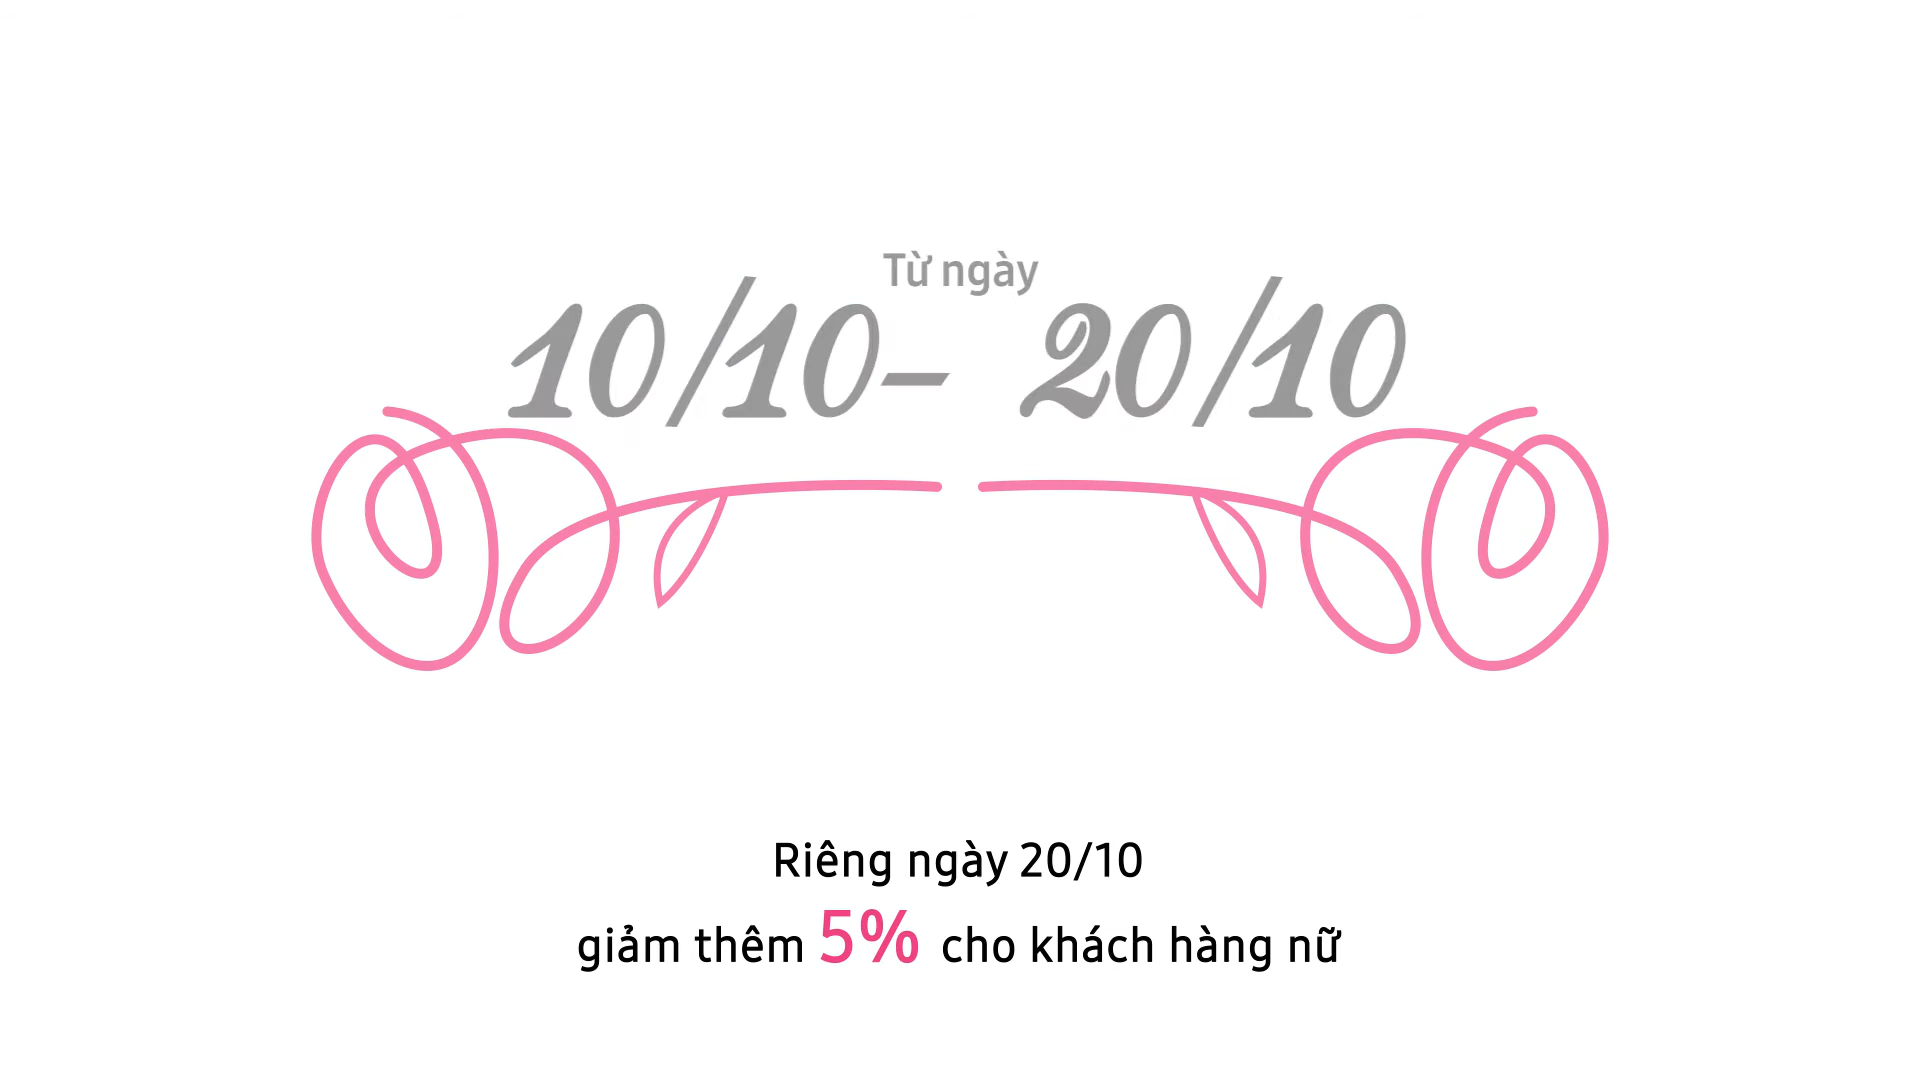 Từ ngày
10/10– 20/10
Riêng ngày 20/10
giảm thêm 5% cho khách hàng nữ